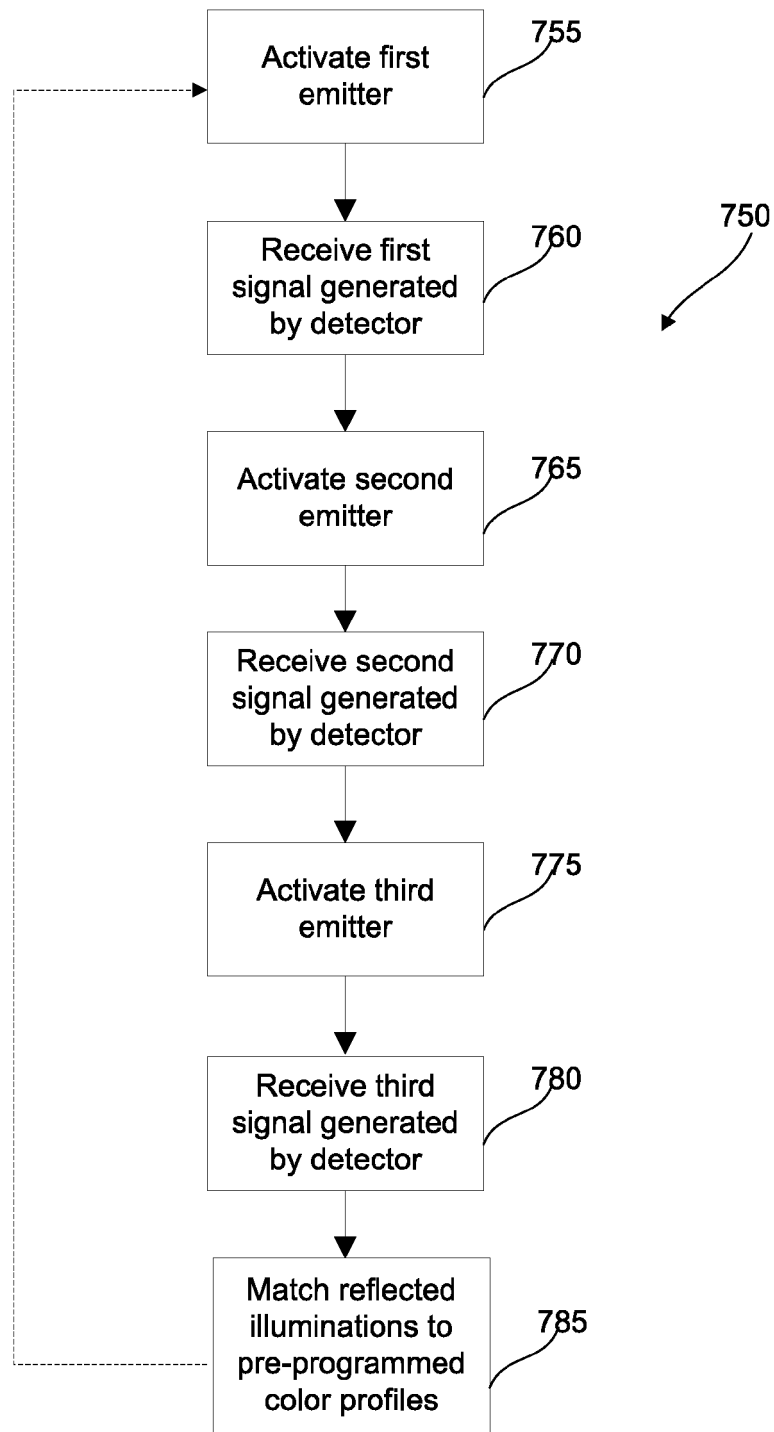 Activate first
emitter
755
750
Receive first
signal generated
by detector
760
Activate second
emitter
765
Receive second
signal generated
by detector
770
Activate third
emitter
775
Receive third
signal generated
by detector
780
Match reflected
illuminations to
pre-programmed
color profiles
785